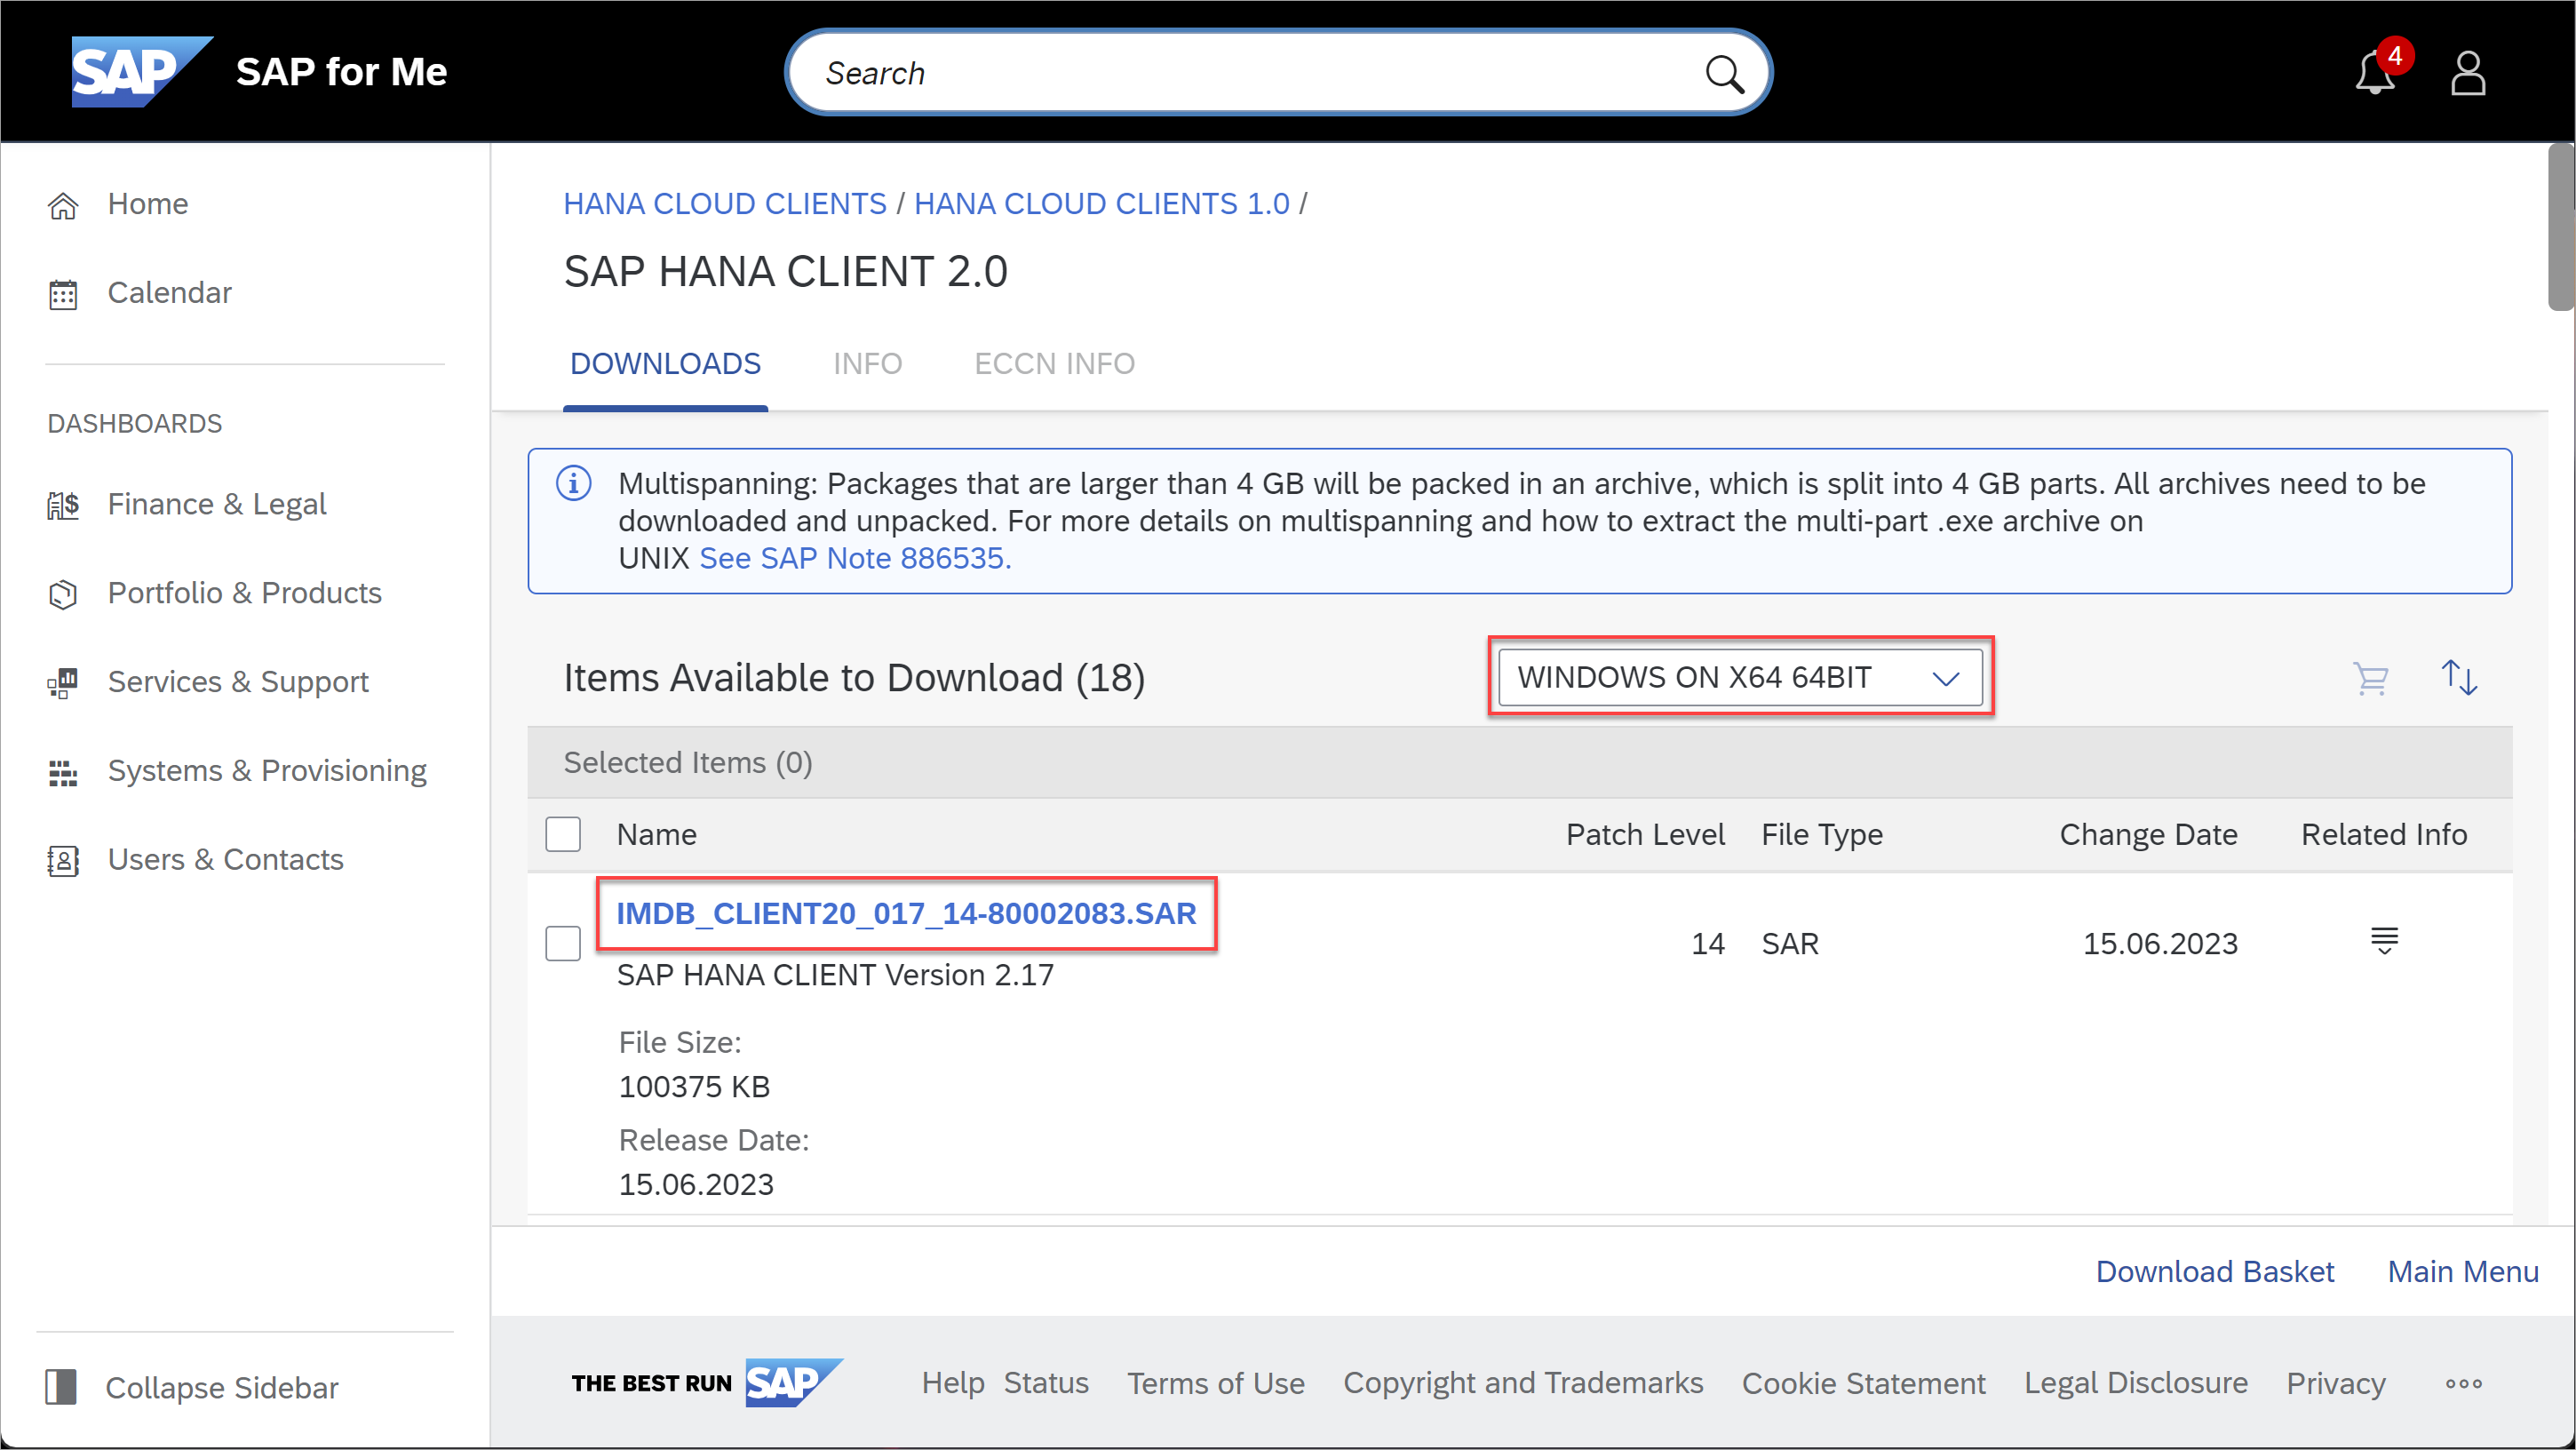 SAP SAP for Me
Search
4
Home
Calendar
DASHBOARDS
Finance & Legal
Portfolio & Products
Services & Support
Systems & Provisioning
Users & Contacts
Collapse Sidebar
HANA CLOUD CLIENTS / HANA CLOUD CLIENTS 1.0 /
SAP HANA CLIENT 2.0
DOWNLOADS INFO ECCN INFO
Multispanning: Packages that are larger than 4 GB will be packed in an archive, which is split into 4 GB parts. All archives need to be
downloaded and unpacked. For more details on multispanning and how to extract the multi-part .exe archive on
UNIX See SAP Note 886535.
Items Available to Download (18) WINDOWS ON X64 64BIT
Selected Items (0)
Name Patch Level File Type Change Date Related Info
IMDB_CLIENT20_017_14-80002083.SAR
14 SAR 15.06.2023
SAP HANA CLIENT Version 2.17
File Size:
100375 KB
Release Date:
15.06.2023
Download Basket Main Menu
THE BEST RUN SAP Help Status Terms of Use Copyright and Trademarks Cookie Statement Legal Disclosure Privacy